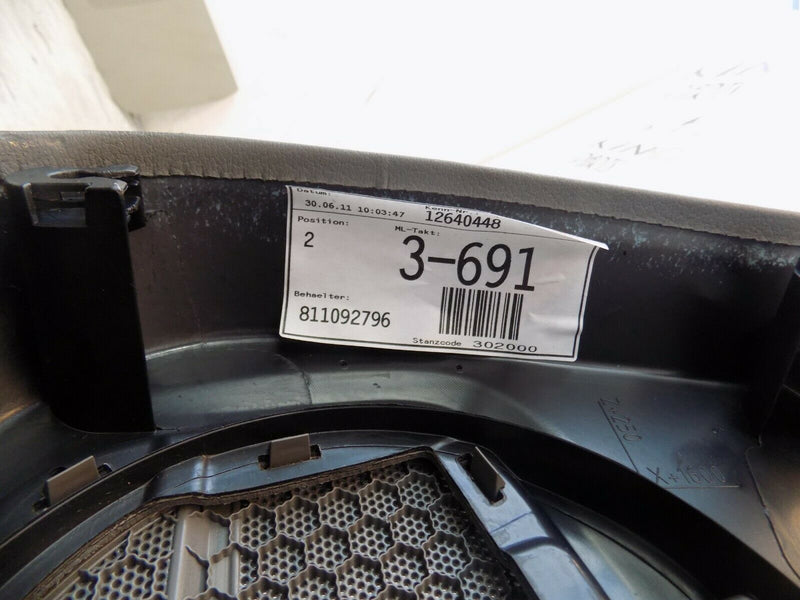 Datum:
30.06.11 10:03:47
Kenn-Nr.
12640448
Position:
2
ML-Takt:
3-691
Behaelter:
811092796
Stanzcode 302000
X+1600